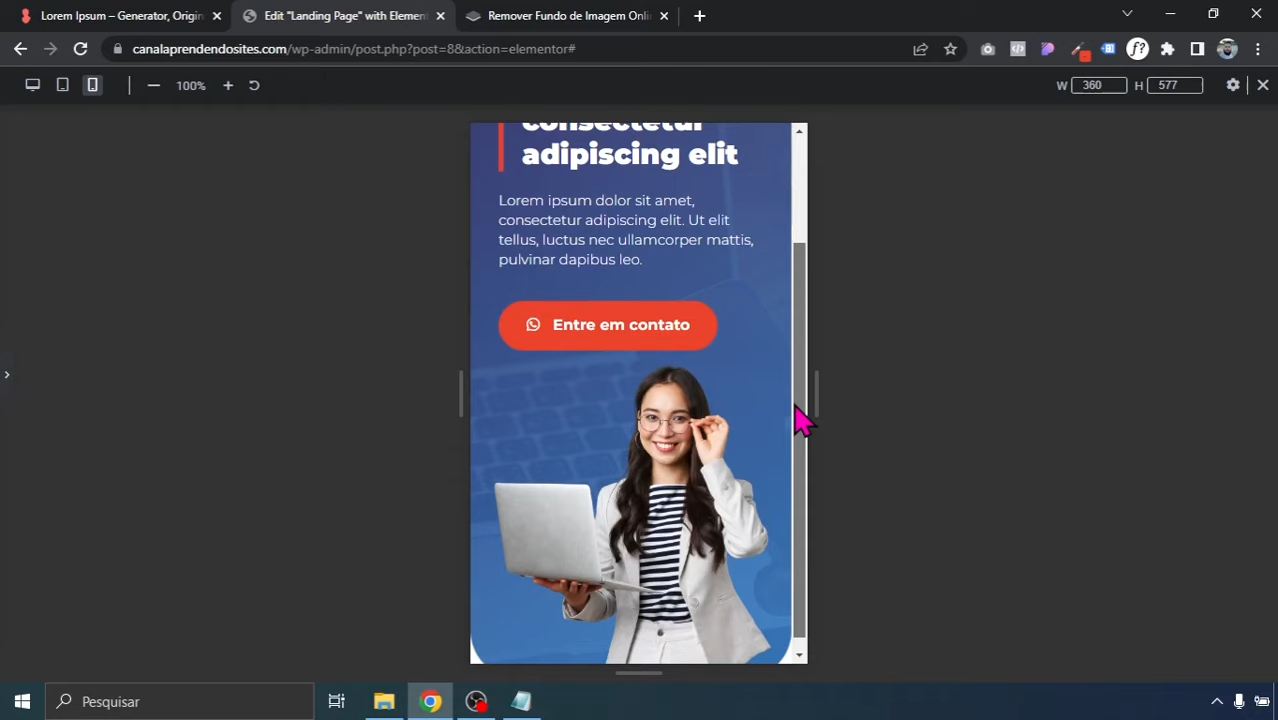 Lorem Ipsum – Generator, Origin
Edit "Landing Page" with Element
Remover Fundo de Imagem Onli
canalaprendendosites.com/wp-admin/post.php?post=8&action=elementor#
f?
100%
W 360 H 577
consectetur
adipiscing elit
Lorem ipsum dolor sit amet,
consectetur adipiscing elit. Ut elit
tellus, luctus nec ullamcorper mattis,
pulvinar dapibus leo.
Entre em contato
Pesquisar